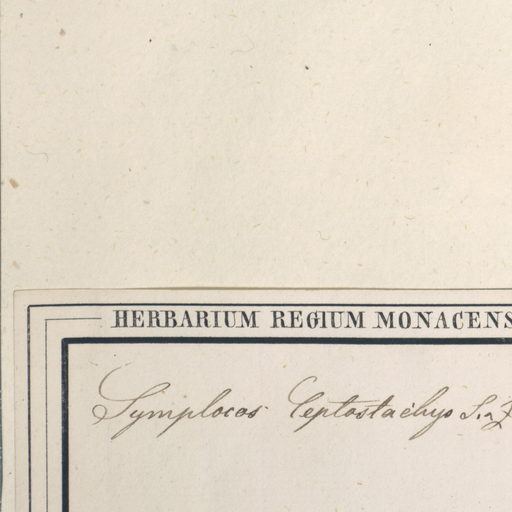 HERBARIUM REGIUM MONACENS
Symplocos leptostachys S.